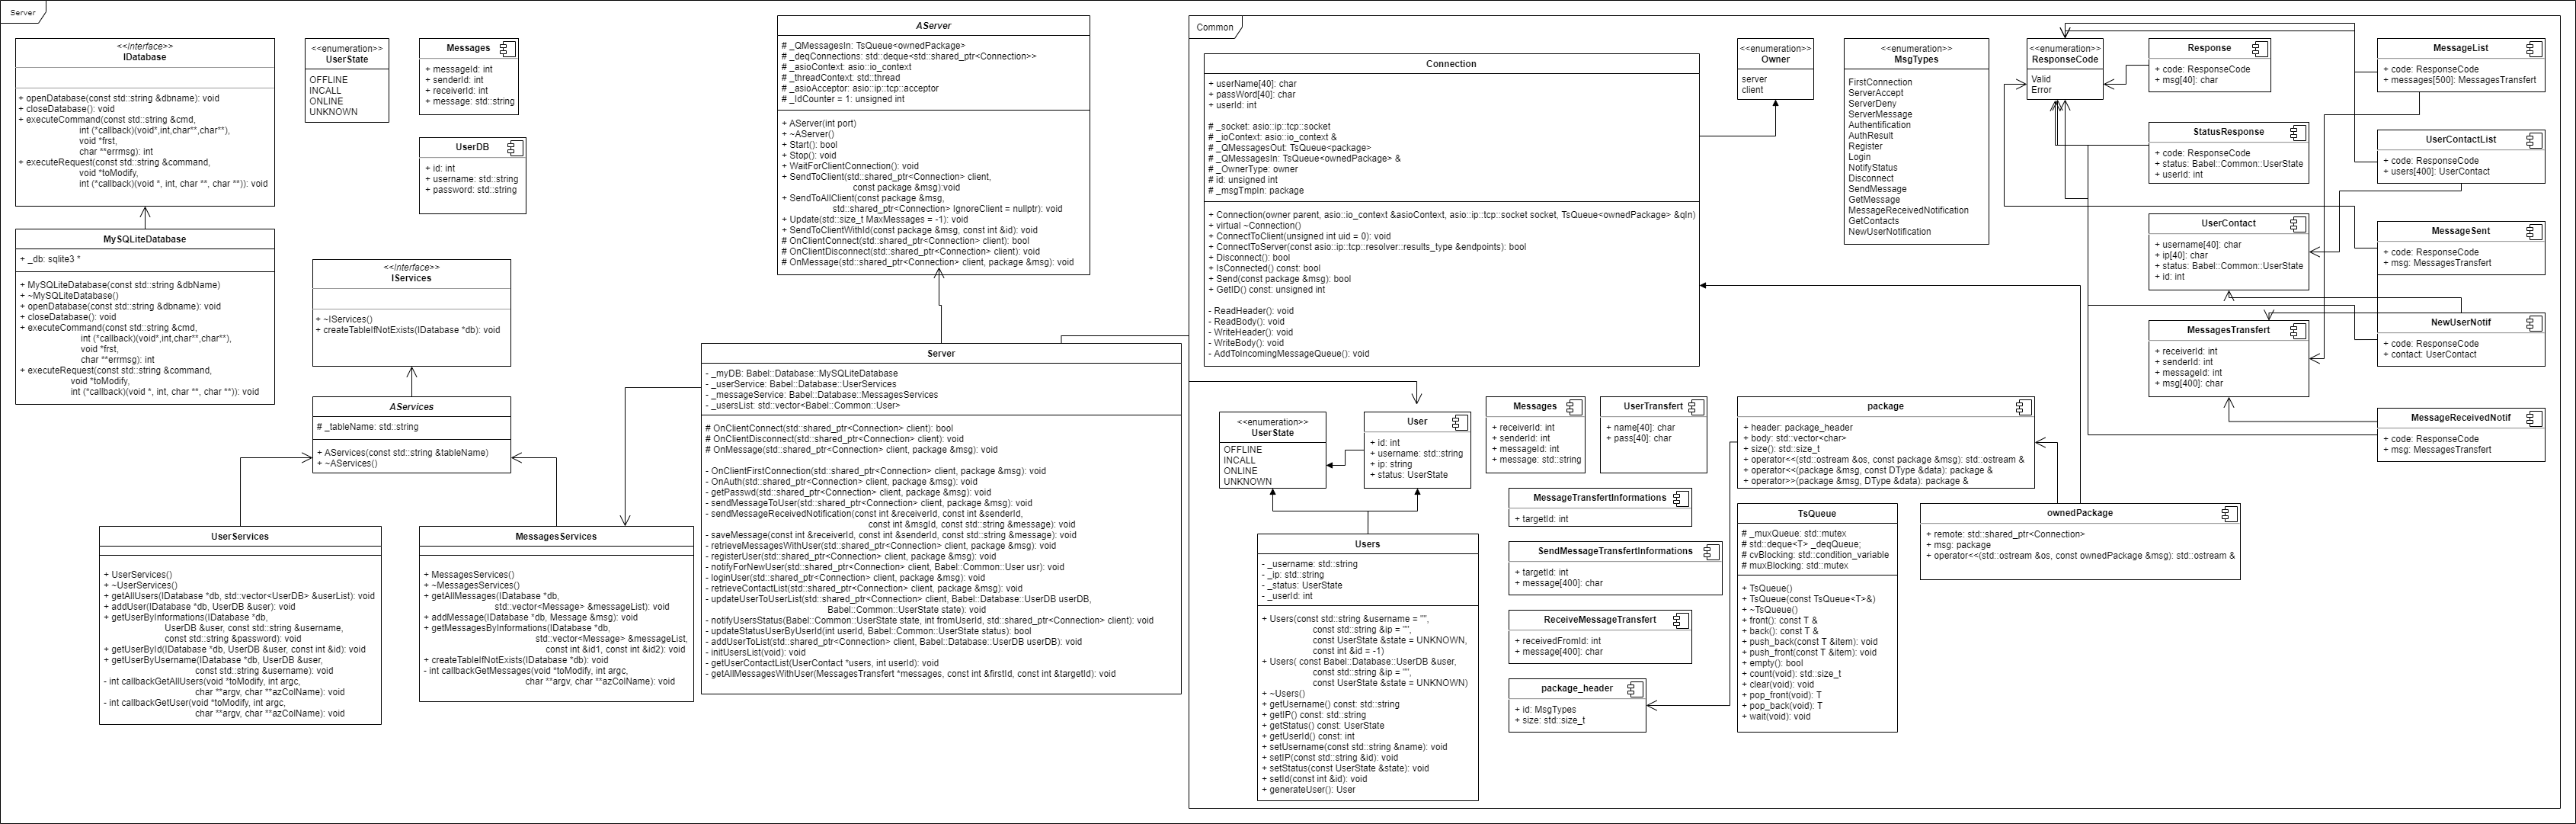 Server
<<interface>>
IDatabase
+ openDatabase(const std::string &dbname): void
+ closeDatabase(): void
+ executeCommand(const std::string &cmd,
int (*callback)(void*,int,char**,char**),
void *frst,
char **errmsg): int
+ executeRequest(const std::string &command,
void *toModify,
int (*callback)(void *, int, char **, char **)): void
MySQLiteDatabase
+ _db: sqlite3 *
+ MySQLiteDatabase(const std::string &dbName)
+ ~MySQLiteDatabase()
+ openDatabase(const std::string &dbname): void
+ closeDatabase(): void
+ executeCommand(const std::string &cmd,
int (*callback)(void*,int,char**,char**),
void *frst,
char **errmsg): int
+ executeRequest(const std::string &command,
void *toModify,
int (*callback)(void *, int, char **, char **)): void
<<enumeration>>
UserState
OFFLINE
INCALL
ONLINE
UNKNOWN
Messages
+ messageId: int
+ senderId: int
+ receiverId: int
+ message: std::string
UserDB
+ id: int
+ username: std::string
+ password: std::string
<<interface>>
IServices
+ ~IServices()
+ createTableIfNotExists(IDatabase *db): void
AServices
# _tableName: std::string
+ AServices(const std::string &tableName)
+ ~AServices()
UserServices
+ UserServices()
+ ~UserServices()
+ getAllUsers(IDatabase *db, std::vector<UserDB> &userList): void
+ addUser(IDatabase *db, UserDB &user): void
+ getUserByInformations(IDatabase *db,
UserDB &user, const std::string &username,
const std::string &password): void
+ getUserById(IDatabase *db, UserDB &user, const int &id): void
+ getUserByUsername(IDatabase *db, UserDB &user,
const std::string &username): void
- int callbackGetAllUsers(void *toModify, int argc,
char **argv, char **azColName): void
- int callbackGetUser(void *toModify, int argc,
char **argv, char **azColName): void
MessagesServices
+ MessagesServices()
+ ~MessagesServices()
+ getAllMessages(IDatabase *db,
std::vector<Message> &messageList): void
+ addMessage(IDatabase *db, Message &msg): void
+ getMessagesByInformations(IDatabase *db,
std::vector<Message> &messageList,
const int &id1, const int &id2): void
+ createTableIfNotExists(IDatabase *db): void
- int callbackGetMessages(void *toModify, int argc,
char **argv, char **azColName): void
AServer
# _QMessagesIn: TsQueue<ownedPackage>
# _deqConnections: std::deque<std::shared_ptr<Connection>>
# _asioContext: asio::io_context
# _threadContext: std::thread
# _asioAcceptor: asio::ip::tcp::acceptor
# _IdCounter = 1: unsigned int
+ AServer(int port)
+ ~AServer()
+ Start(): bool
+ Stop(): void
+ WaitForClientConnection(): void
+ SendToClient(std::shared_ptr<Connection> client,
const package &msg):void
+ SendToAllClient(const package &msg,
std::shared_ptr<Connection> IgnoreClient = nullptr): void
+ Update(std::size_t MaxMessages = -1): void
+ SendToClientWithId(const package &msg, const int &id): void
# OnClientConnect(std::shared_ptr<Connection> client): bool
# OnClientDisconnect(std::shared_ptr<Connection> client): void
# OnMessage(std::shared_ptr<Connection> client, package &msg): void
Server
- _myDB: Babel::Database::MySQLiteDatabase
- _userService: Babel::Database::UserServices
- _messageService: Babel::Database::MessagesServices
- _usersList: std::vector<Babel::Common::User>
# OnClientConnect(std::shared_ptr<Connection> client): bool
# OnClientDisconnect(std::shared_ptr<Connection> client): void
# OnMessage(std::shared_ptr<Connection> client, package &msg): void
- OnClientFirstConnection(std::shared_ptr<Connection> client, package &msg): void
- OnAuth(std::shared_ptr<Connection> client, package &msg): void
- getPasswd(std::shared_ptr<Connection> client, package &msg): void
- sendMessageToUser(std::shared_ptr<Connection> client, package &msg): void
- sendMessageReceivedNotification(const int &receiverId, const int &senderId,
const int &msgId, const std::string &message): void
- saveMessage(const int &receiverId, const int &senderId, const std::string &message): void
- retrieveMessagesWithUser(std::shared_ptr<Connection> client, package &msg): void
- registerUser(std::shared_ptr<Connection> client, package &msg): void
- notifyForNewUser(std::shared_ptr<Connection> client, Babel::Common::User usr): void
- loginUser(std::shared_ptr<Connection> client, package &msg): void
- retrieveContactList(std::shared_ptr<Connection> client, package &msg): void
- updateUserToUserList(std::shared_ptr<Connection> client, Babel::Database::UserDB userDB,
Babel::Common::UserState state): void
- notifyUsersStatus(Babel::Common::UserState state, int fromUserId, std::shared_ptr<Connection> client): void
- updateStatusUserByUserId(int userId, Babel::Common::UserState status): bool
- addUserToList(std::shared_ptr<Connection> client, Babel::Database::UserDB userDB): void
- initUsersList(void): void
- getUserContactList(UserContact *users, int userId): void
- getAllMessagesWithUser(MessagesTransfert *messages, const int &firstId, const int &targetId): void
Common
Connection
+ userName[40]: char
+ passWord[40]: char
+ userId: int
# _socket: asio::ip::tcp::socket
# _ioContext: asio::io_context &
# _QMessagesOut: TsQueue<package>
# _QMessagesIn: TsQueue<ownedPackage> &
# _OwnerType: owner
# id: unsigned int
# _msgTmpIn: package
+ Connection(owner parent, asio::io_context &asioContext, asio::ip::tcp::socket socket, TsQueue<ownedPackage> &qIn)
+ virtual ~Connection()
+ ConnectToClient(unsigned int uid = 0): void
+ ConnectToServer(const asio::ip::tcp::resolver::results_type &endpoints): bool
+ Disconnect(): bool
+ IsConnected() const: bool
+ Send(const package &msg): bool
+ GetID() const: unsigned int
- ReadHeader(): void
- ReadBody(): void
- WriteHeader(): void
- WriteBody(): void
- AddToIncomingMessageQueue(): void
<<enumeration>>
Owner
server
client
<<enumeration>>
MsgTypes
FirstConnection
ServerAccept
ServerDeny
ServerMessage
Authentification
AuthResult
Register
Login
NotifyStatus
Disconnect
SendMessage
GetMessage
MessageReceivedNotification
GetContacts
NewUserNotification
<<enumeration>>
ResponseCode
Valid
Error
Response
+ code: ResponseCode
+ msg[40]: char
StatusResponse
+ code: ResponseCode
+ status: Babel::Common::UserState
+ userId: int
UserContact
+ username[40]: char
+ ip[40]: char
+ status: Babel::Common::UserState
+ id: int
MessagesTransfert
+ receiverId: int
+ senderId: int
+ messageId: int
+ msg[400]: char
MessageList
+ code: ResponseCode
+ messages[500]: MessagesTransfert
UserContactList
+ code: ResponseCode
+ users[400]: UserContact
MessageSent
+ code: ResponseCode
+ msg: MessagesTransfert
NewUserNotif
+ code: ResponseCode
+ contact: UserContact
MessageReceivedNotif
+ code: ResponseCode
+ msg: MessagesTransfert
<<enumeration>>
UserState
OFFLINE
INCALL
ONLINE
UNKNOWN
User
+ id: int
+ username: std::string
+ ip: string
+ status: UserState
Messages
+ receiverId: int
+ senderId: int
+ messageId: int
+ message: std::string
UserTransfert
+ name[40]: char
+ pass[40]: char
Users
- _username: std::string
- _ip: std::string
- _status: UserState
- _userId: int
+ Users(const std::string &username = "",
const std::string &ip = "",
const UserState &state = UNKNOWN,
const int &id = -1)
+ Users( const Babel::Database::UserDB &user,
const std::string &ip = "",
const UserState &state = UNKNOWN)
+ ~Users()
+ getUsername() const: std::string
+ getIP() const: std::string
+ getStatus() const: UserState
+ getUserId() const: int
+ setUsername(const std::string &name): void
+ setIP(const std::string &id): void
+ setStatus(const UserState &state): void
+ setId(const int &id): void
+ generateUser(): User
MessageTransfertInformations
+ targetId: int
SendMessageTransfertInformations
+ targetId: int
+ message[400]: char
ReceiveMessageTransfert
+ receivedFromId: int
+ message[400]: char
package_header
+ id: MsgTypes
+ size: std::size_t
package
+ header: package_header
+ body: std::vector<char>
+ size(): std::size_t
+ operator<<(std::ostream &os, const package &msg): std::ostream &
+ operator<<(package &msg, const DType &data): package &
+ operator>>(package &msg, DType &data): package &
TsQueue
# _muxQueue: std::mutex
# std::deque<T> _deqQueue;
# cvBlocking: std::condition_variable
# muxBlocking: std::mutex
+ TsQueue()
+ TsQueue(const TsQueue<T>&)
+ ~TsQueue()
+ front(): const T &
+ back(): const T &
+ push_back(const T &item): void
+ push_front(const T &item): void
+ empty(): bool
+ count(void): std::size_t
+ clear(void): void
+ pop_front(void): T
+ pop_back(void): T
+ wait(void): void
ownedPackage
+ remote: std::shared_ptr<Connection>
+ msg: package
+ operator<<(std::ostream &os, const ownedPackage &msg): std::ostream &